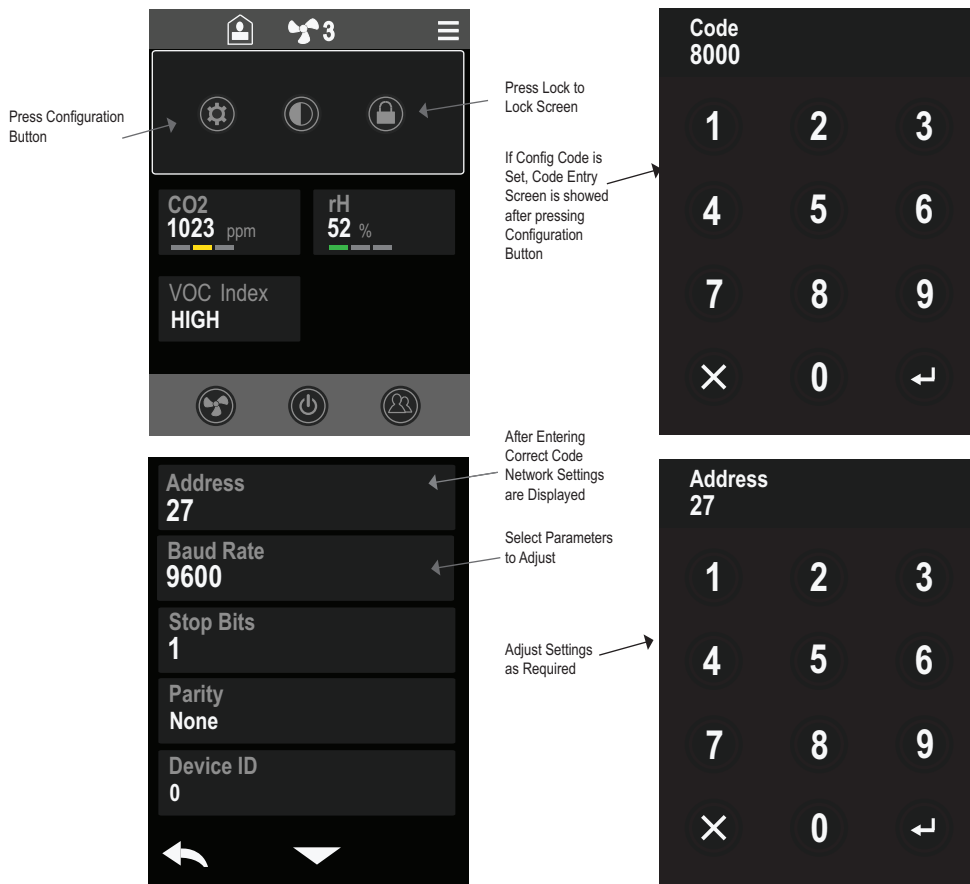 3
Press Configuration
Button
Press Lock to
Lock Screen
CO2
1023 ppm
rH
52 %
VOC Index
HIGH
If Config Code is
Set, Code Entry
Screen is showed
after pressing
Configuration
Button
Code
8000
1 2 3
4 5 6
7 8 9
0
Address
27
Baud Rate
9600
Stop Bits
1
Parity
None
Device ID
0
After Entering
Correct Code
Network Settings
are Displayed
Select Parameters
to Adjust
Adjust Settings
as Required
Address
27
1 2 3
4 5 6
7 8 9
0